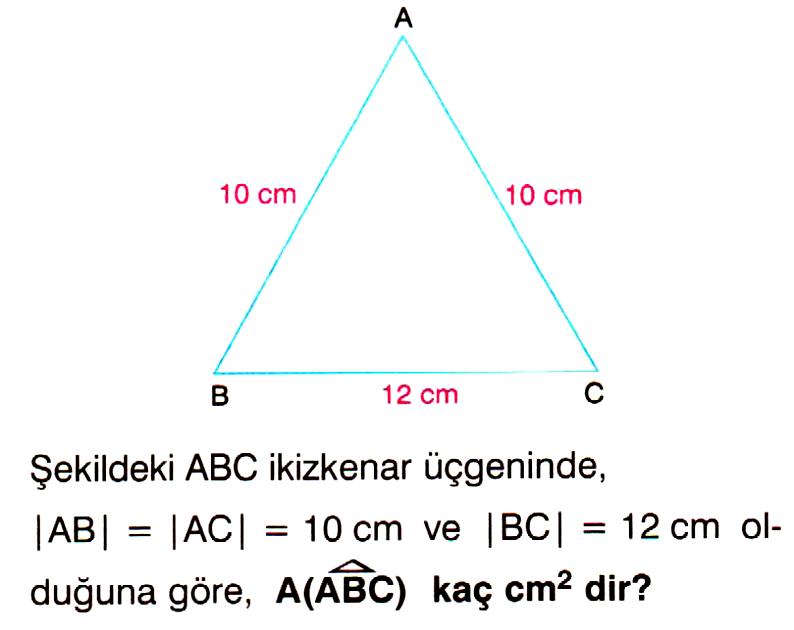 A
10 cm 10 cm
B 12 cm C
Şekildeki ABC ikizkenar üçgeninde,
|AB| = |AC| = 10 cm ve |BC| = 12 cm ol-
duğuna göre, A(ABC) kaç cm² dir?